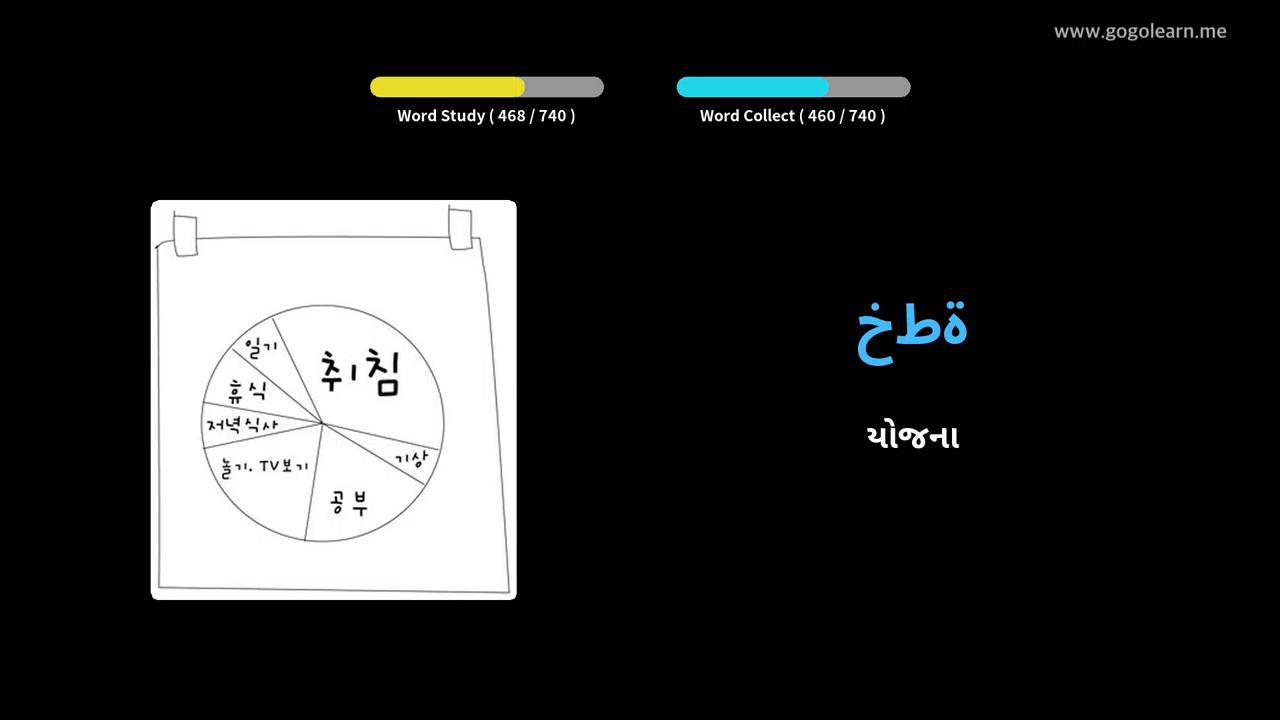 www.gogolearn.me
Word Study ( 468 / 740 )
Word Collect ( 460 / 740 )
일기
취침
휴식
저녁식사
놀기. TV보기
기상
공부
ةطخ
યોજના